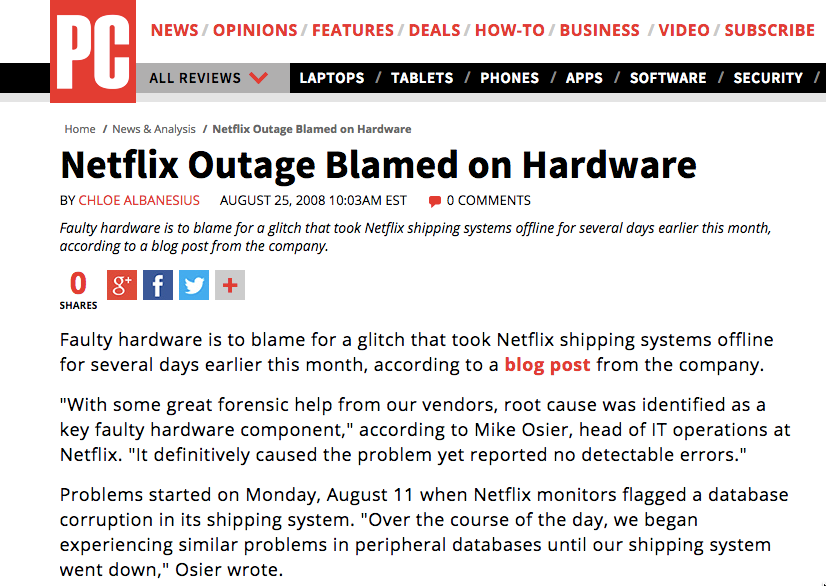 PC
NEWS / OPINIONS / FEATURES / DEALS / HOW-TO / BUSINESS / VIDEO / SUBSCRIBE
ALL REVIEWS LAPTOPS / TABLETS / PHONES / APPS / SOFTWARE / SECURITY /
Home / News & Analysis / Netflix Outage Blamed on Hardware
Netflix Outage Blamed on Hardware
BY CHLOE ALBANESIUS AUGUST 25, 2008 10:03AM EST 0 COMMENTS
Faulty hardware is to blame for a glitch that took Netflix shipping systems offline for several days earlier this month,
according to a blog post from the company.
0
SHARES
g+ f +
Faulty hardware is to blame for a glitch that took Netflix shipping systems offline
for several days earlier this month, according to a blog post from the company.
"With some great forensic help from our vendors, root cause was identified as a
key faulty hardware component," according to Mike Osier, head of IT operations at
Netflix. "It definitively caused the problem yet reported no detectable errors."
Problems started on Monday, August 11 when Netflix monitors flagged a database
corruption in its shipping system. "Over the course of the day, we began
experiencing similar problems in peripheral databases until our shipping system
went down," Osier wrote.